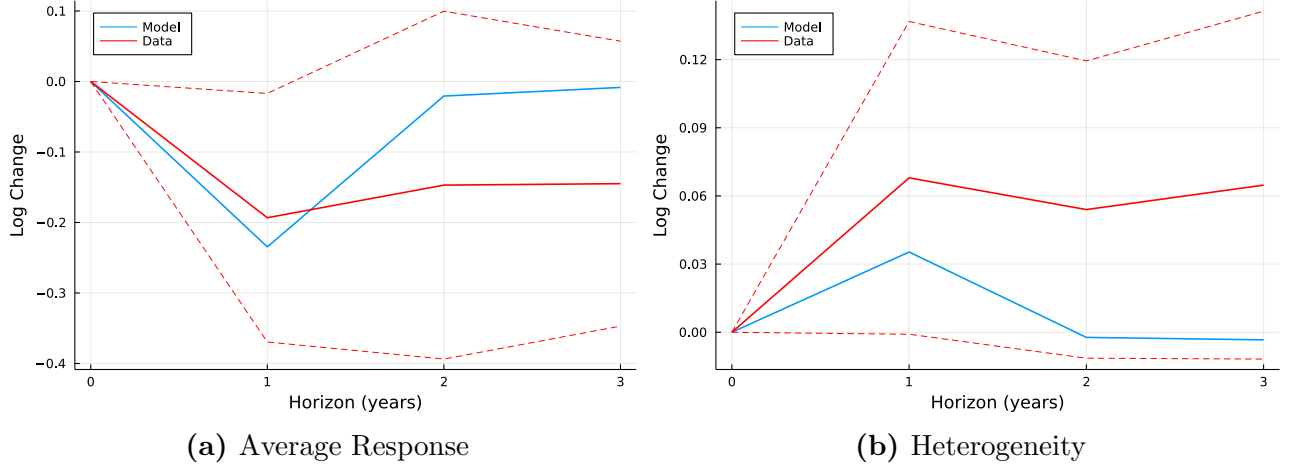 Model
Data
0.1
0.0
−0.1
−0.2
−0.3
−0.4
Log Change
0
1
2
3
Horizon (years)
(a) Average Response
Model
Data
0.12
0.09
0.06
0.03
0.00
Log Change
0
1
2
3
Horizon (years)
(b) Heterogeneity